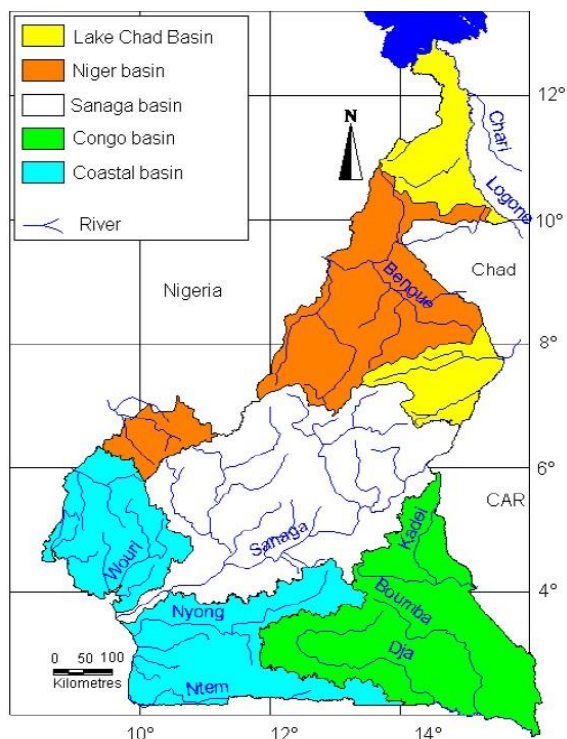 Lake Chad Basin
Niger basin
Sanaga basin
Congo basin
Coastal basin
River
N
12°
Chari
Logone
10°
Chad
Nigeria
Bengue
8°
6°
CAR
Kadei
Sanaga
Wouri
4°
Boumba
Nyong
Dja
0 50 100
Kilometres
Ntem
10° 12° 14°